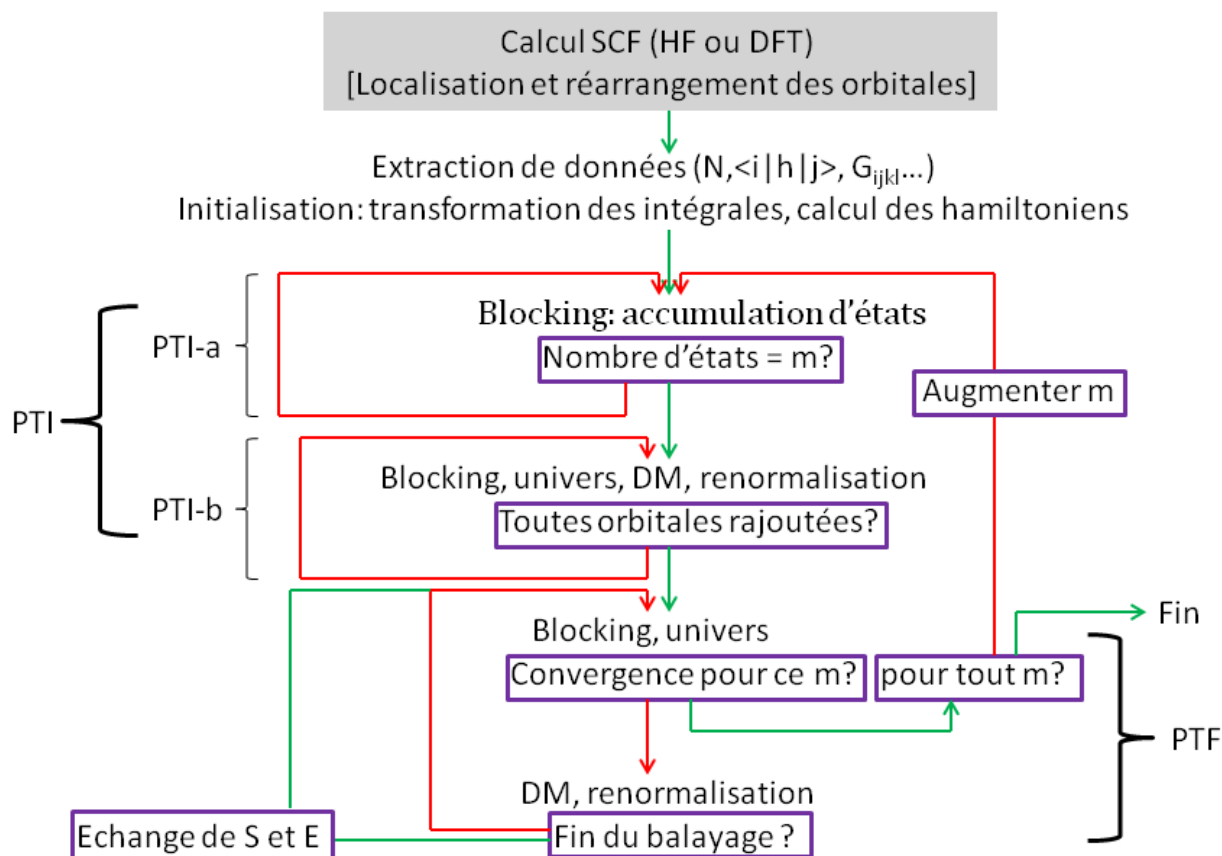 Calcul SCF (HF ou DFT)
[Localisation et réarrangement des orbitales]
Extraction de données (N,<i|h|j>, Gijkl...)
Initialisation: transformation des intégrales, calcul des hamiltoniens
Blocking: accumulation d'états
PTI-a
Nombre d'états = m?
Augmenter m
PTI
Blocking, univers, DM, renormalisation
PTI-b
Toutes orbitales rajoutées?
Fin
Blocking, univers
Convergence pour ce m?
pour tout m?
PTF
DM, renormalisation
Echange de S et E
Fin du balayage ?